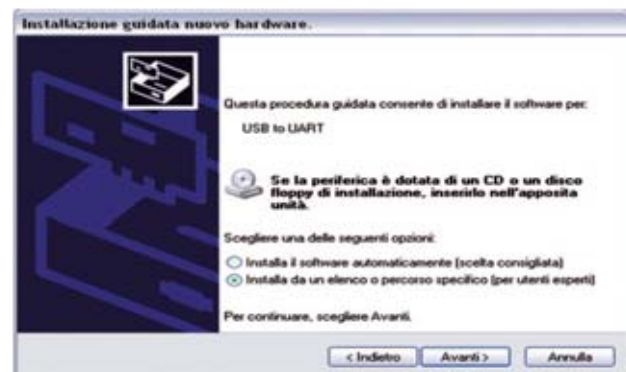 Installazione guidata nuovo hardware.
Questa procedura guidata consente di installare il software per:
USB to UART
Se la periferica è dotata di un CD o un disco
floppy di installazione, inserirlo nell'apposita
unità.
Scegliere una delle seguenti opzioni:
Installa il software automaticamente (scelta consigliata)
Installa da un elenco o percorso specifico (per utenti esperti)
Per continuare, scegliere Avanti.
< Indietro
Avanti >
Annulla